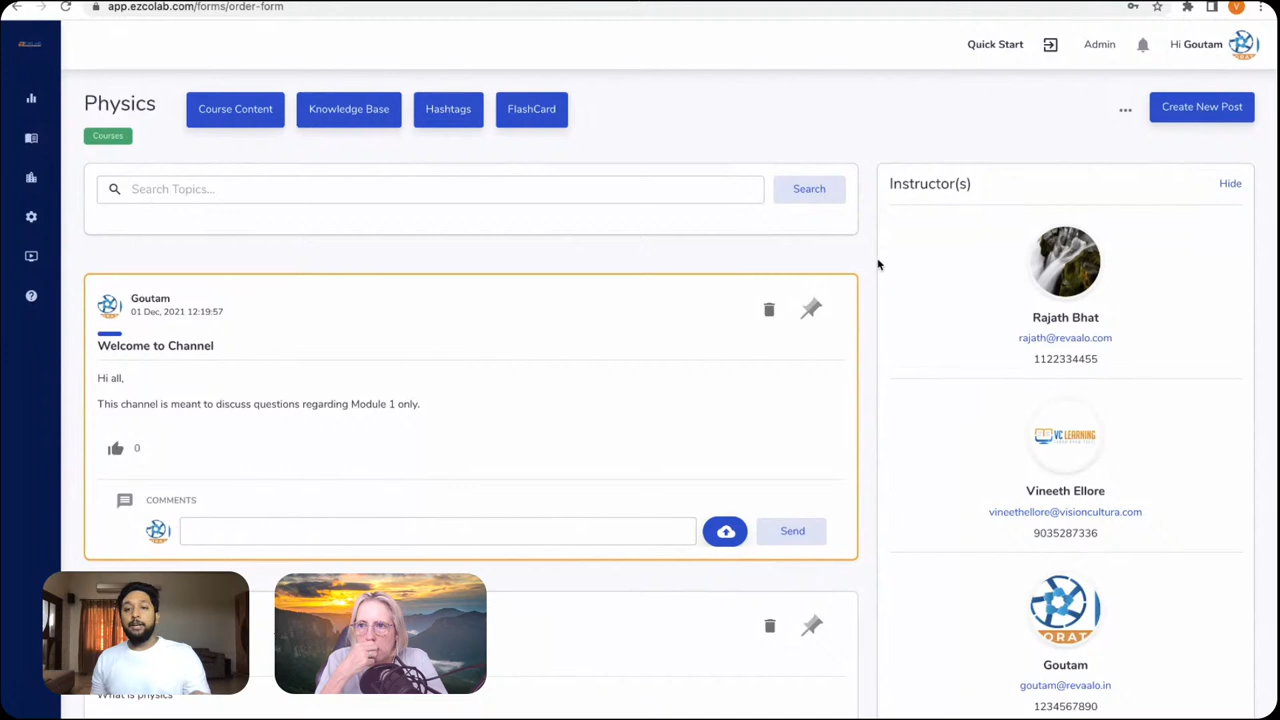 app.ezcolab.com/forms/order-form
Quick Start
Admin
Hi Goutam
Physics
Course Content
Knowledge Base
Hashtags
FlashCard
Create New Post
Courses
Search Topics...
Search
Instructor(s)
Hide
Goutam
01 Dec, 2021 12:19:57
Welcome to Channel
Hi all,
This channel is meant to discuss questions regarding Module 1 only.
0
COMMENTS
Send
Rajath Bhat
rajath@revaalo.com
1122334455
VC LEARNING
Vineeth Ellore
vineethellore@visioncultura.com
9035287336
ORAT
Goutam
goutam@revaalo.in
1234567890
What is physics